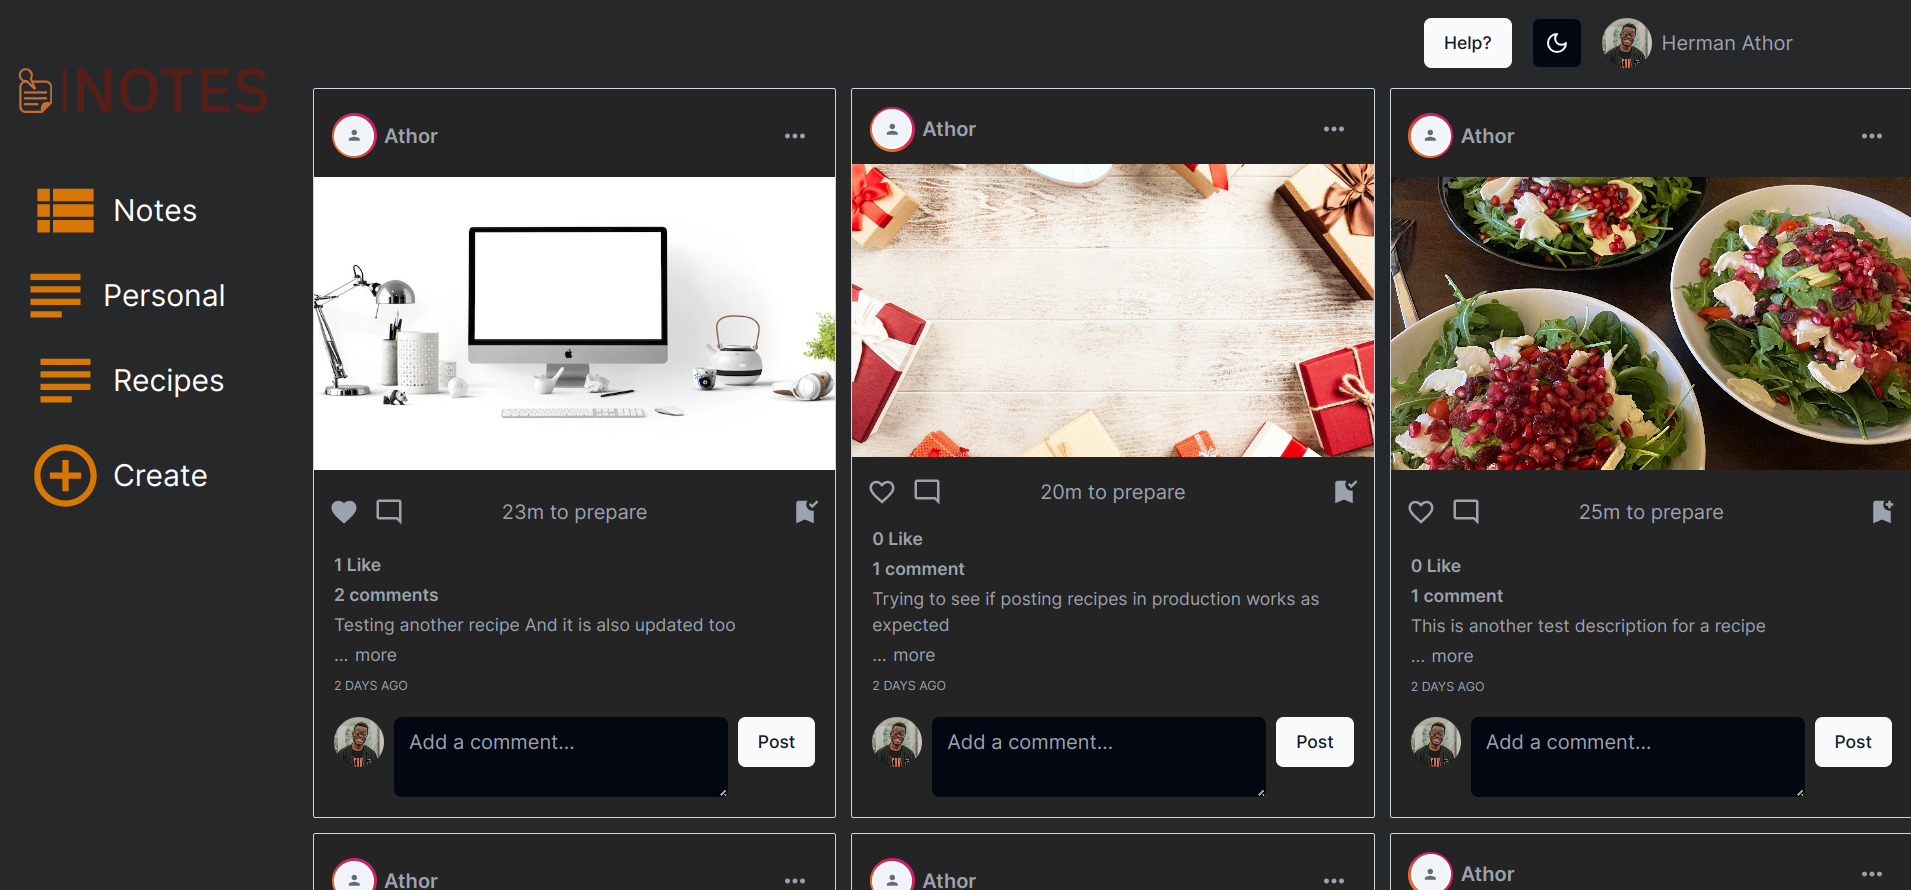 Help?
Herman Athor
NOTES
Notes
Personal
Recipes
Create
Athor
23m to prepare
1 Like
2 comments
Testing another recipe And it is also updated too
... more
2 DAYS AGO
Add a comment...
Post
Athor
20m to prepare
0 Like
1 comment
Trying to see if posting recipes in production works as
expected
... more
2 DAYS AGO
Add a comment...
Post
Athor
25m to prepare
0 Like
1 comment
This is another test description for a recipe
... more
2 DAYS AGO
Add a comment...
Post
Athor
Athor
Athor